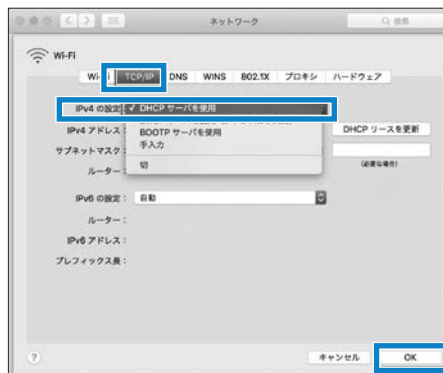 ネットワーク
検索
Wi-Fi
Wi-Fi TCP/IP DNS WINS 802.1X プロキシ ハードウェア
IPv4 の設定: ✓ DHCP サーバを使用
BOOTP サーバを使用
IPv4 アドレス: DHCP リースを更新
手入力
サブネットマスク:
(必要な場合)
切
ルーター:
IPv6 の設定: 自動
ルーター:
IPv6 アドレス:
プレフィックス長:
? キャンセル OK